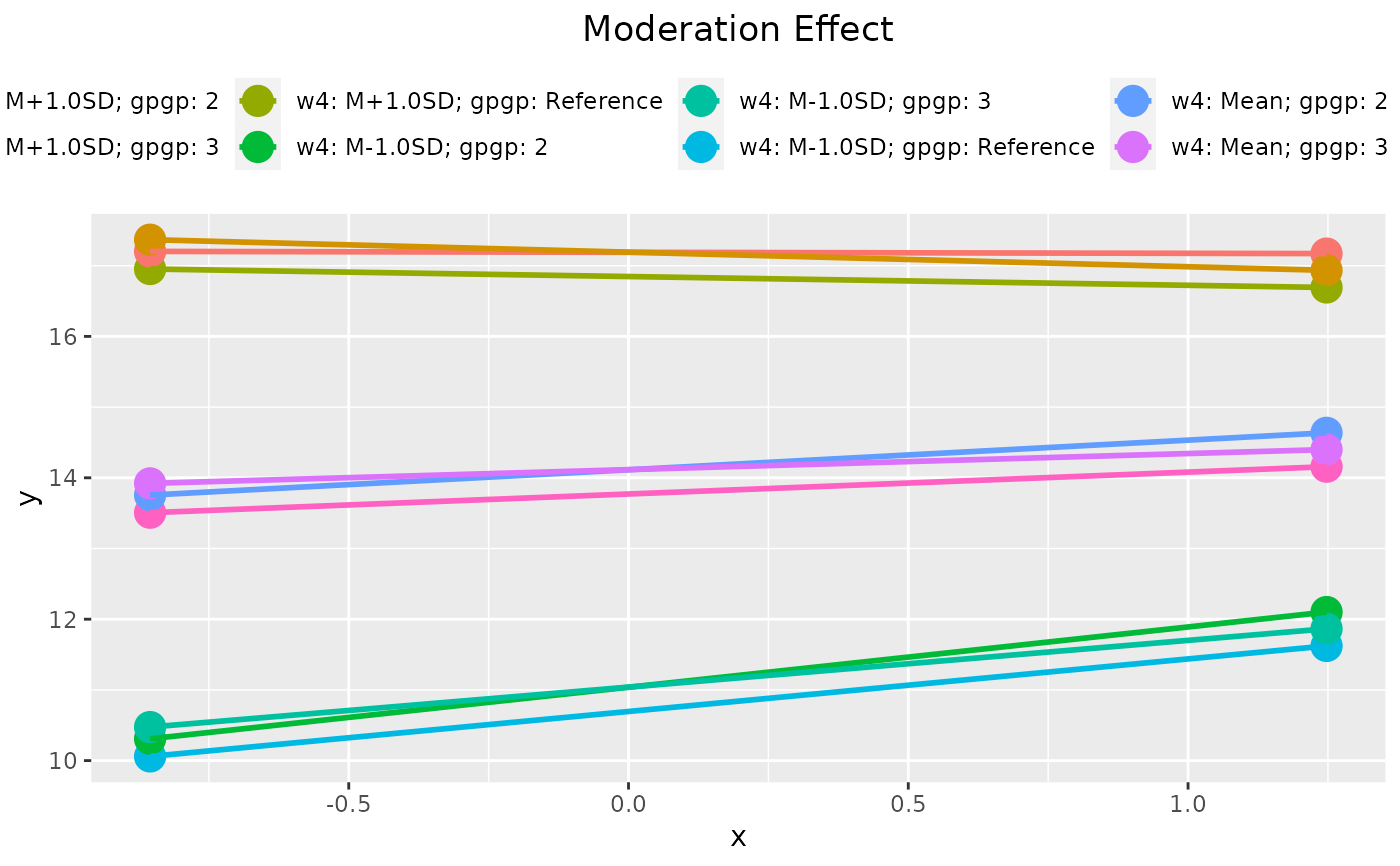 Moderation Effect
M+1.0SD; gpgp: 2 w4: M+1.0SD; gpgp: Reference w4: M-1.0SD; gpgp: 3 w4: Mean; gpgp: 2
M+1.0SD; gpgp: 3 w4: M-1.0SD; gpgp: 2 w4: M-1.0SD; gpgp: Reference w4: Mean; gpgp: 3
16
14
y
12
10
-0.5 0.0 0.5 1.0
x